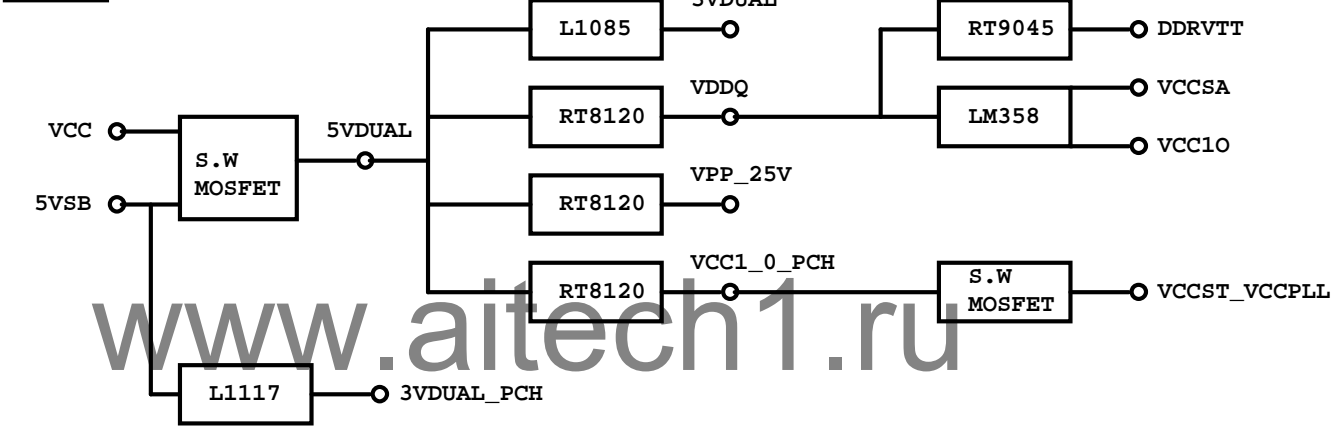 3VDUAL
L1085
RT9045
DDRVTT
VDDQ
VCCSA
RT8120
LM358
VCC
5VDUAL
S.W
MOSFET
VCC1O
VPP_25V
5VSB
RT8120
VCC1_0_PCH
RT8120
S.W
MOSFET
VCCST_VCCPLL
www.aitech1.ru
L1117
3VDUAL_PCH